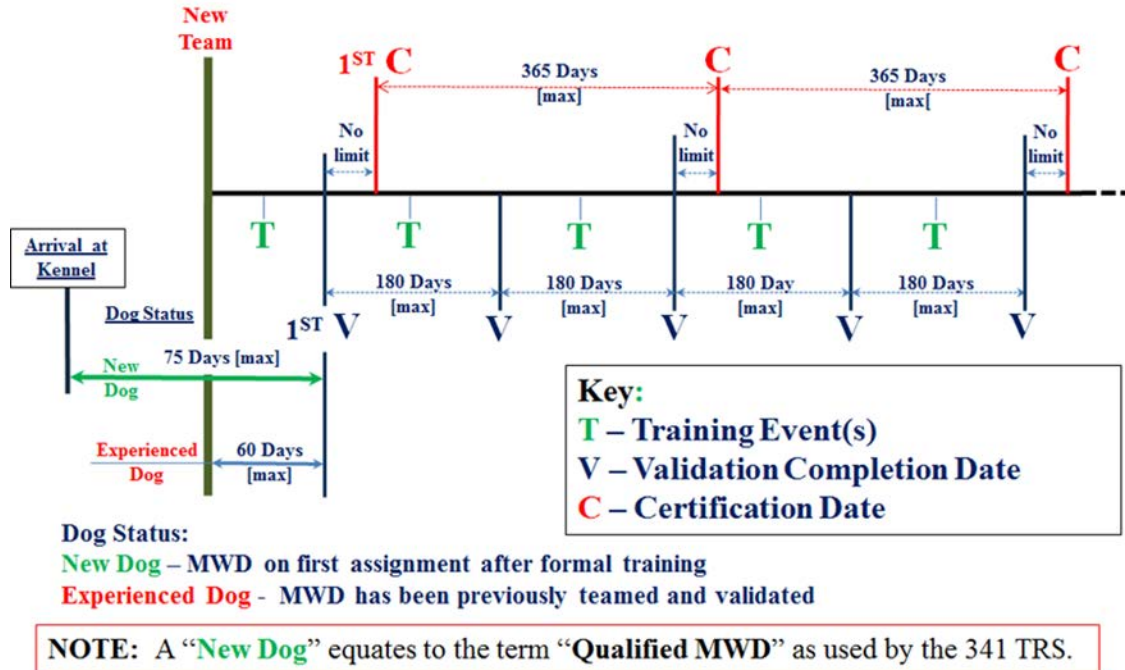 New
Team
1ST C
365 Days
[max]
C
365 Days
[max[
C
No
limit
No
limit
No
limit
T
T
T
T
T
Arrival at
Kennel
180 Days
[max]
180 Days
[max]
180 Day
[max]
180 Days
[max]
Dog Status
1ST V
V
V
V
V
75 Days [max]
New
Dog
Experienced
Dog
60 Days
[max]
Key:
T – Training Event(s)
V – Validation Completion Date
C – Certification Date
Dog Status:
New Dog – MWD on first assignment after formal training
Experienced Dog - MWD has been previously teamed and validated
NOTE: A “New Dog” equates to the term “Qualified MWD” as used by the 341 TRS.